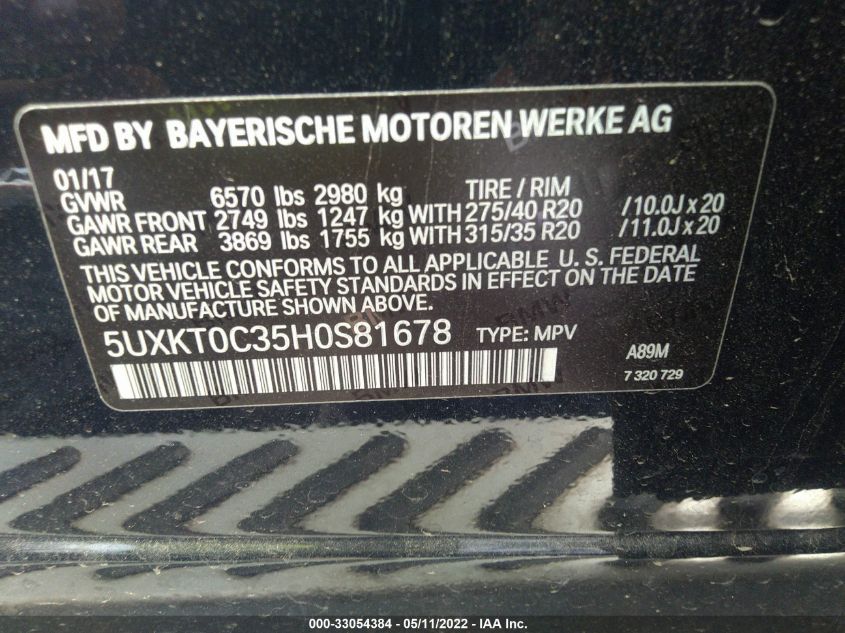 MFD BY BAYERISCHE MOTOREN WERKE AG
01/17
GVWR 6570 lbs 2980 kg TIRE / RIM
GAWR FRONT 2749 lbs 1247 kg WITH 275/40 R20 /10.0J x 20
GAWR REAR 3869 lbs 1755 kg WITH 315/35 R20 /11.0J x 20
THIS VEHICLE CONFORMS TO ALL APPLICABLE U. S. FEDERAL
MOTOR VEHICLE SAFETY STANDARDS IN EFFECT ON THE DATE
OF MANUFACTURE SHOWN ABOVE.
5UXKT0C35H0S81678 TYPE: MPV
A89M
7 320 729
000-33054384 - 05/11/2022 - IAA Inc.